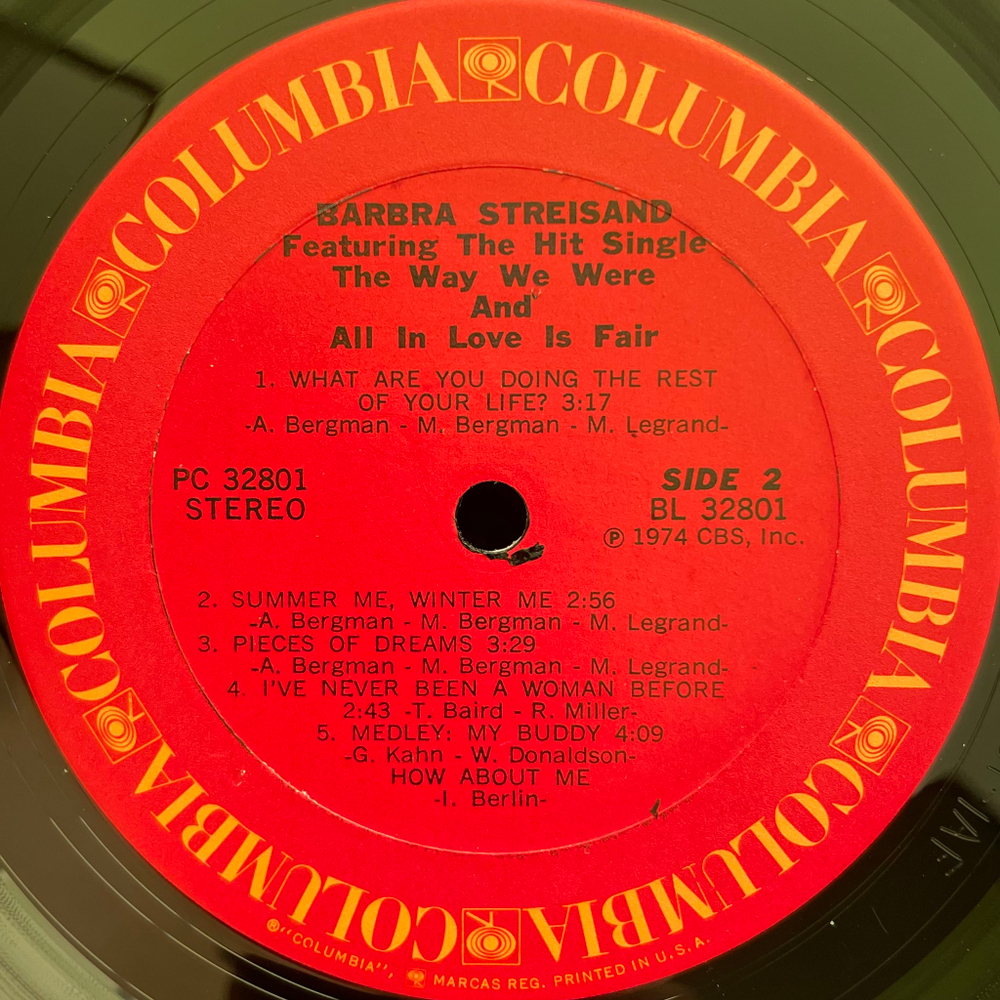 COLUMBIA COLUMBIA COLUMBIA COLUMBIA COLUMBIA COLUMBIA COLUMBIA COLUMBIA
BARBRA STREISAND
Featuring The Hit Single
The Way We Were
And
All In Love Is Fair
1. WHAT ARE YOU DOING THE REST
OF YOUR LIFE? 3:17
-A. Bergman - M. Bergman - M. Legrand-
PC 32801
STEREO
SIDE 2
BL 32801
Ⓟ 1974 CBS, Inc.
2. SUMMER ME, WINTER ME 2:56
-A. Bergman - M. Bergman - M. Legrand-
3. PIECES OF DREAMS 3:29
-A. Bergman - M. Bergman - M. Legrand-
4. I'VE NEVER BEEN A WOMAN BEFORE
2:43 -T. Baird - R. Miller-
5. MEDLEY: MY BUDDY 4:09
-G. Kahn - W. Donaldson-
HOW ABOUT ME
-I. Berlin-
®"COLUMBIA", MARCAS REG. PRINTED IN U.S.A.